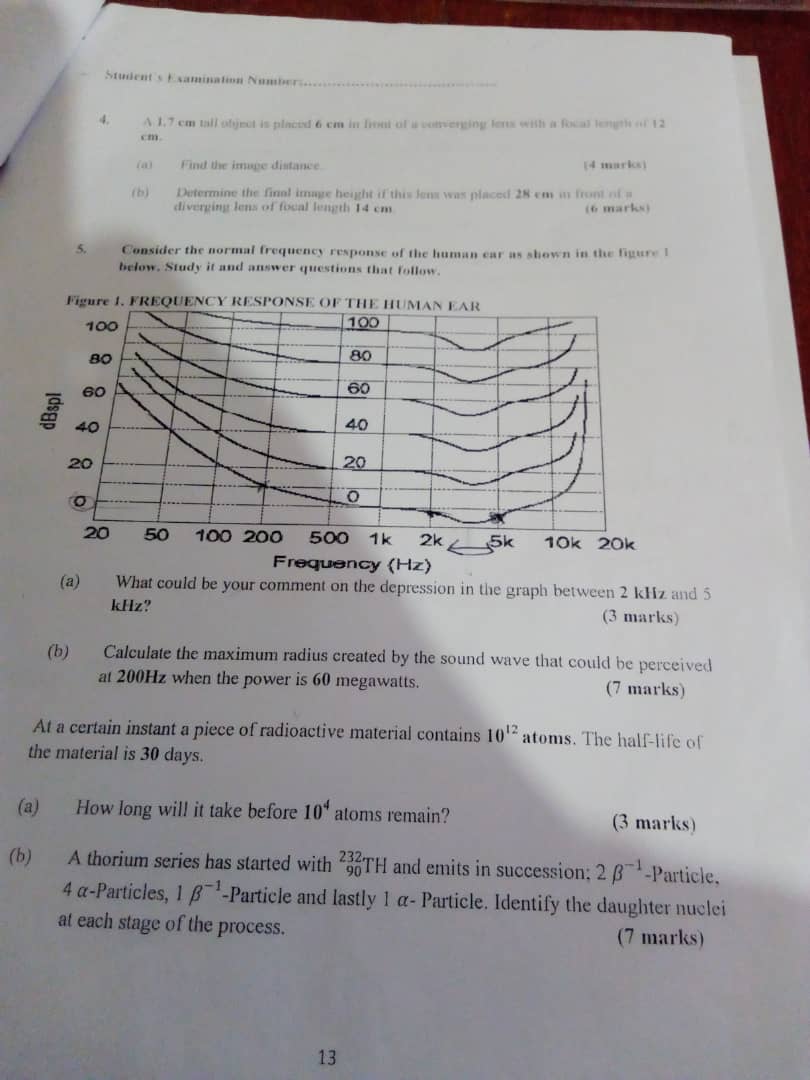 Student's Examination Number:........................................
4. A 1.7 cm tall object is placed 6 cm in front of a converging lens with a focal length of 12
cm.
(a) Find the image distance. (4 marks)
(b) Determine the final image height if this lens was placed 28 cm in front of a
diverging lens of focal length 14 cm. (6 marks)
5. Consider the normal frequency response of the human ear as shown in the figure 1
below. Study it and answer questions that follow.
Figure 1. FREQUENCY RESPONSE OF THE HUMAN EAR
100 100
80 80
60 60
dBspl
40 40
20 20
0 0
20 50 100 200 500 1k 2k 5k 10k 20k
Frequency (Hz)
(a) What could be your comment on the depression in the graph between 2 kHz and 5
kHz?
(3 marks)
(b) Calculate the maximum radius created by the sound wave that could be perceived
at 200Hz when the power is 60 megawatts. (7 marks)
At a certain instant a piece of radioactive material contains 10¹² atoms. The half-life of
the material is 30 days.
(a) How long will it take before 10⁴ atoms remain? (3 marks)
(b) A thorium series has started with ²³²₉₀TH and emits in succession; 2 β⁻¹-Particle,
4 α-Particles, 1 β⁻¹-Particle and lastly 1 α- Particle. Identify the daughter nuclei
at each stage of the process. (7 marks)
13